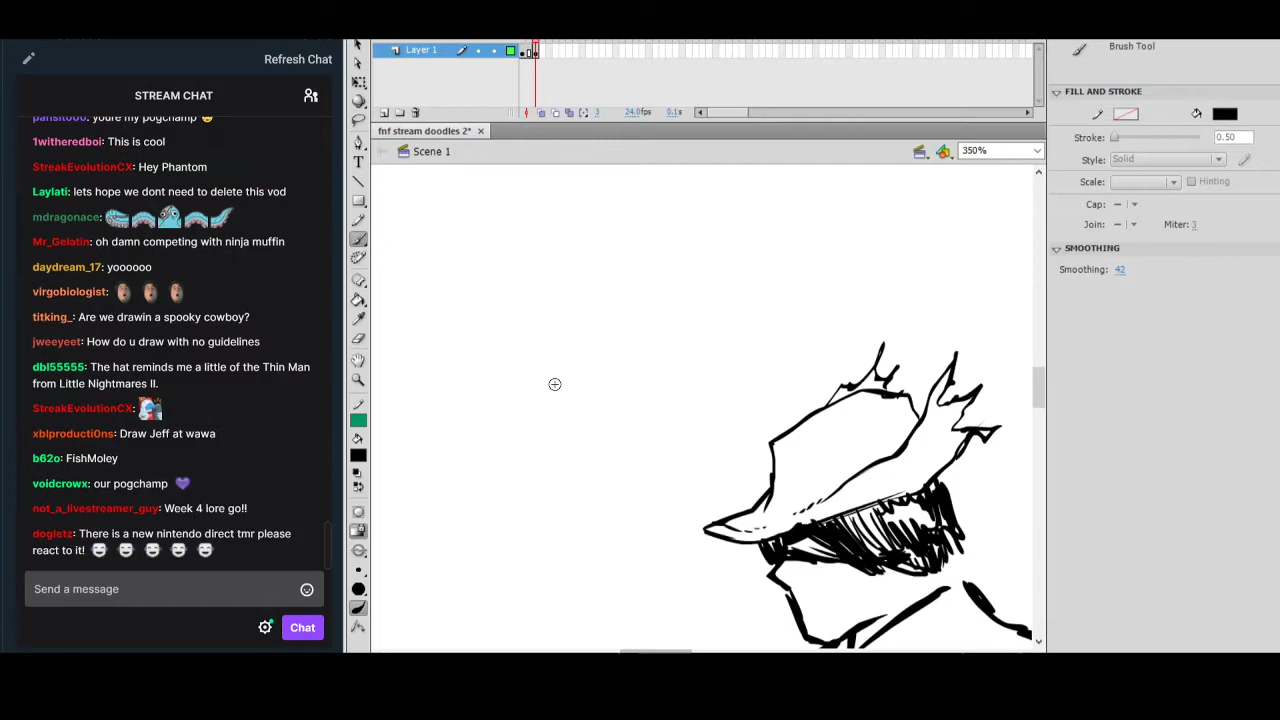 Refresh Chat
STREAM CHAT
pansito00: youre my pogchamp
1witheredboi: This is cool
StreakEvolutionCX: Hey Phantom
Laylati: lets hope we dont need to delete this vod
mdragonace:
Mr_Gelatin: oh damn competing with ninja muffin
daydream_17: yoooooo
virgobiologist:
titking_: Are we drawin a spooky cowboy?
jweeyeet: How do u draw with no guidelines
dbl55555: The hat reminds me a little of the Thin Man
from Little Nightmares II.
StreakEvolutionCX:
xblproducti0ns: Draw Jeff at wawa
b62o: FishMoley
voidcrowx: our pogchamp
not_a_livestreamer_guy: Week 4 lore go!!
dogletz: There is a new nintendo direct tmr please
react to it!
Send a message
Chat
Layer 1
3 24.0fps 0.1s
fnf stream doodles 2*
Scene 1
350%
Brush Tool
FILL AND STROKE
Stroke: 0.50
Style: Solid
Scale: Hinting
Cap:
Join: Miter: 3
SMOOTHING
Smoothing: 42